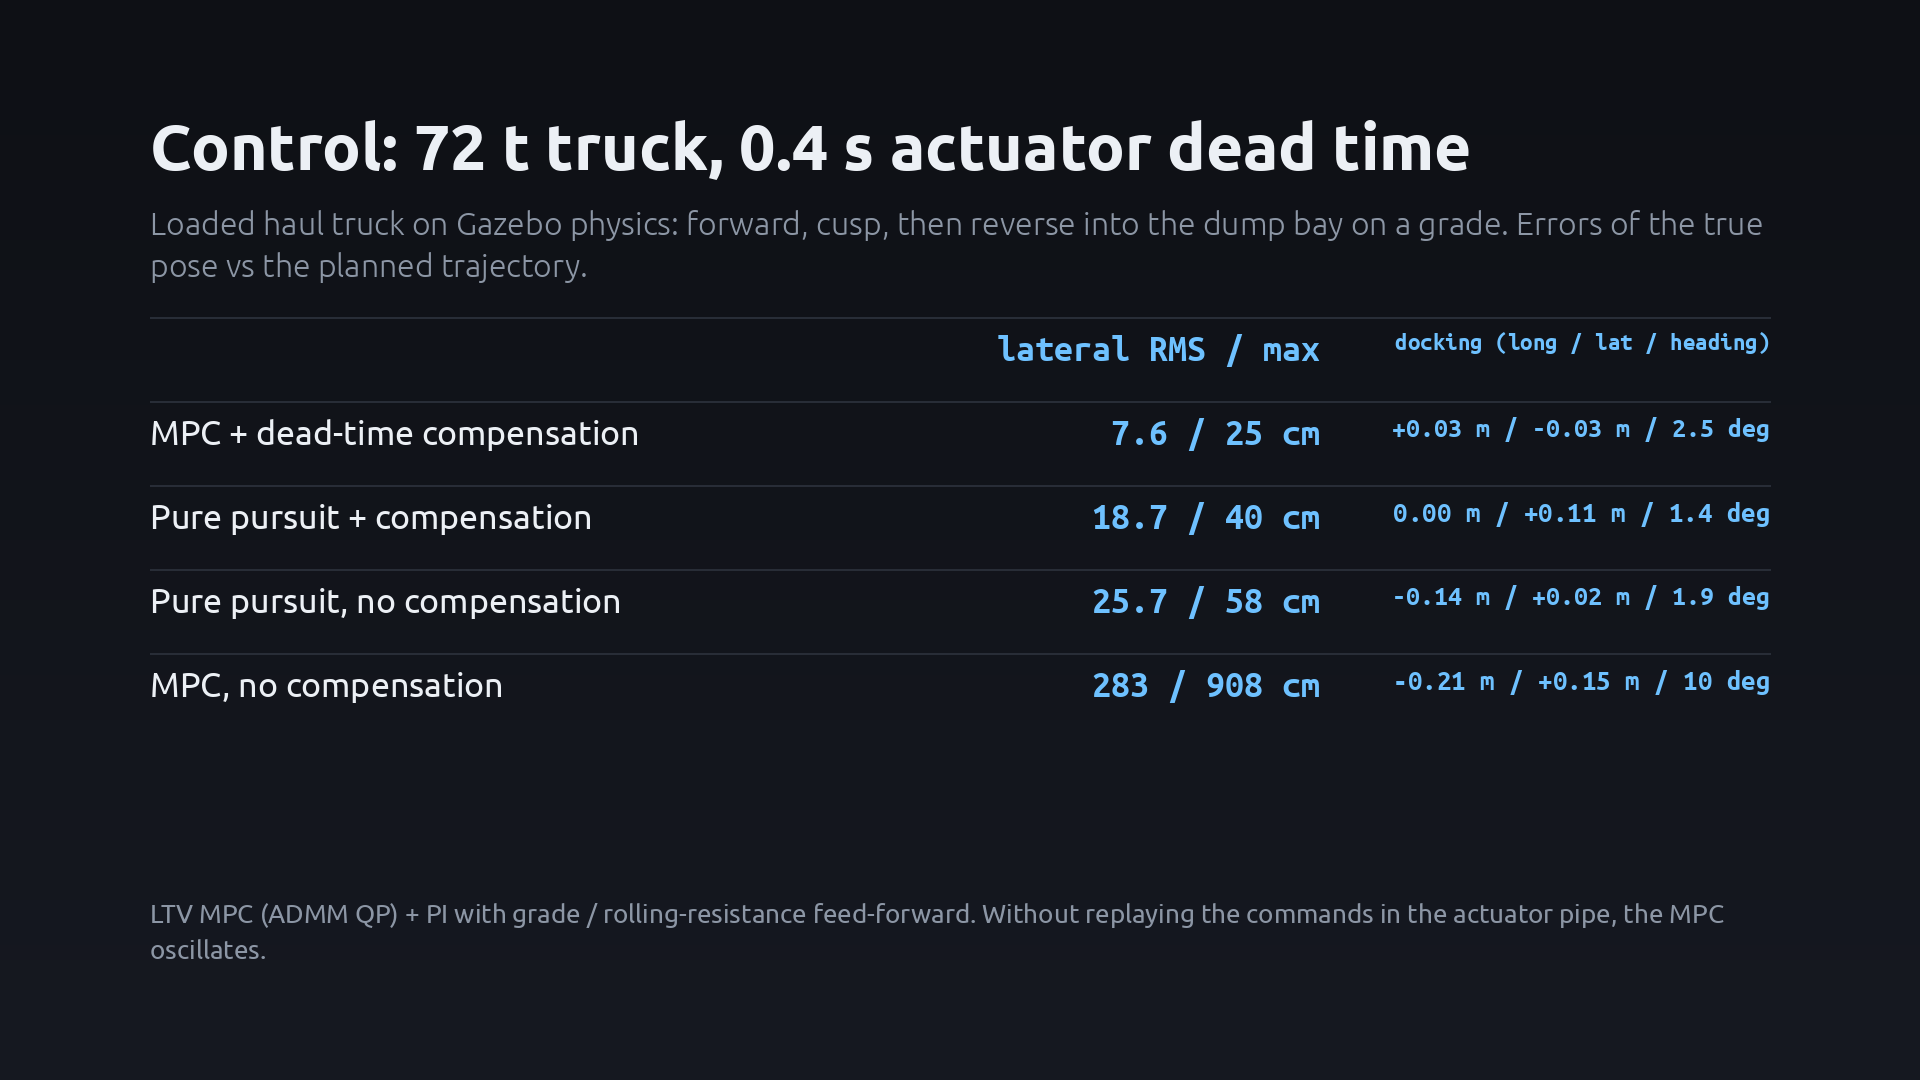 Control: 72 t truck, 0.4 s actuator dead time
Loaded haul truck on Gazebo physics: forward, cusp, then reverse into the dump bay on a grade. Errors of the true
pose vs the planned trajectory.
lateral RMS / max docking (long / lat / heading)
MPC + dead-time compensation 7.6 / 25 cm +0.03 m / -0.03 m / 2.5 deg
Pure pursuit + compensation 18.7 / 40 cm 0.00 m / +0.11 m / 1.4 deg
Pure pursuit, no compensation 25.7 / 58 cm -0.14 m / +0.02 m / 1.9 deg
MPC, no compensation 283 / 908 cm -0.21 m / +0.15 m / 10 deg
LTV MPC (ADMM QP) + PI with grade / rolling-resistance feed-forward. Without replaying the commands in the actuator pipe, the MPC
oscillates.